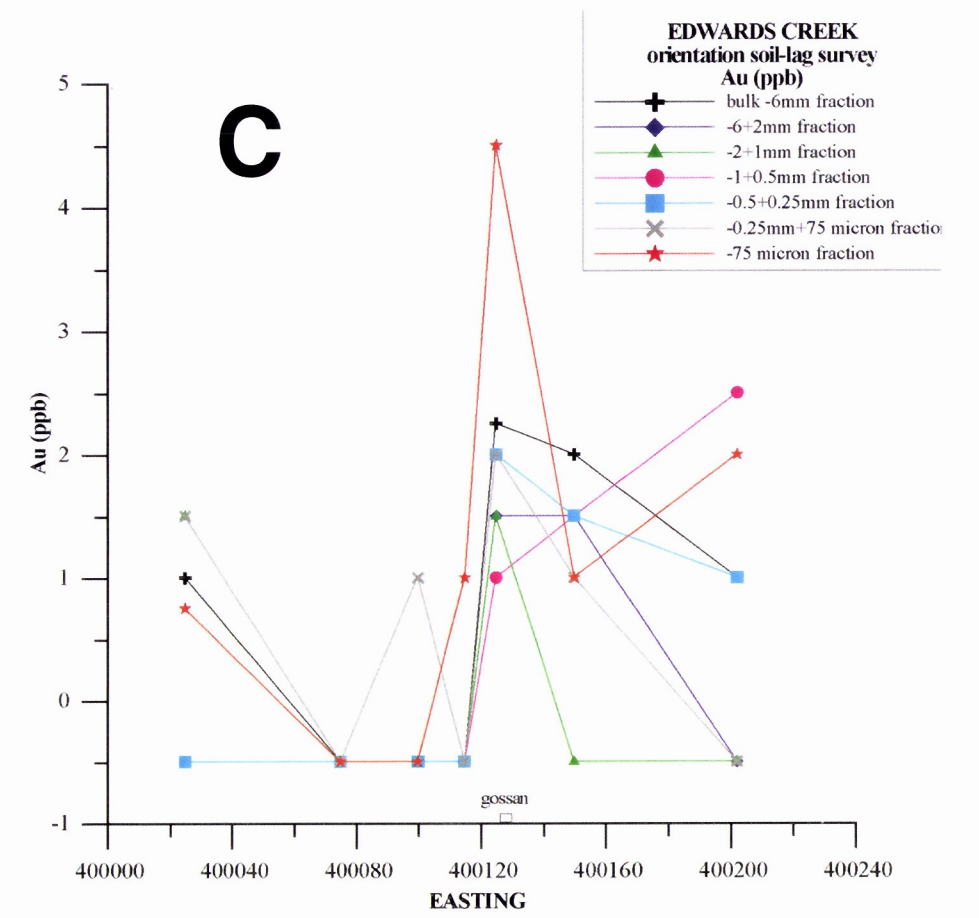 EDWARDS CREEK
orientation soil-lag survey
Au (ppb)
bulk -6mm fraction
-6+2mm fraction
-2+1mm fraction
-1+0.5mm fraction
-0.5+0.25mm fraction
-0.25mm+75 micron fractio
-75 micron fraction
C
5
4
3
2
1
0
-1
Au (ppb)
gossan
400000
400040
400080
400120
400160
400200
400240
EASTING